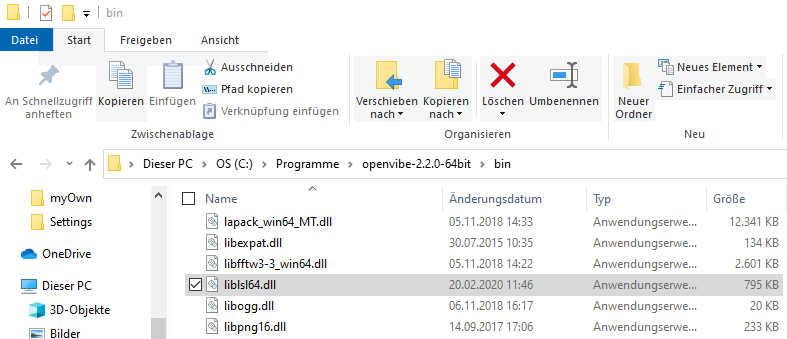 bin
Datei Start Freigeben Ansicht
An Schnellzugriff anheften
Kopieren
Einfügen
Ausschneiden
Pfad kopieren
Verknüpfung einfügen
Zwischenablage
Verschieben nach
Kopieren nach
Löschen
Umbenennen
Organisieren
Neuer Ordner
Neues Element
Einfacher Zugriff
Neu
Dieser PC > OS (C:) > Programme > openvibe-2.2.0-64bit > bin
myOwn
Settings
OneDrive
Dieser PC
3D-Objekte
Bilder
Name Änderungsdatum Typ Größe
lapack_win64_MT.dll 05.11.2018 14:33 Anwendungserwe... 12.341 KB
libexpat.dll 30.07.2015 10:35 Anwendungserwe... 134 KB
libfftw3-3_win64.dll 05.11.2018 14:22 Anwendungserwe... 2.601 KB
liblsl64.dll 20.02.2020 11:46 Anwendungserwe... 795 KB
libogg.dll 06.11.2018 16:17 Anwendungserwe... 20 KB
libpng16.dll 14.09.2017 17:06 Anwendungserwe... 233 KB